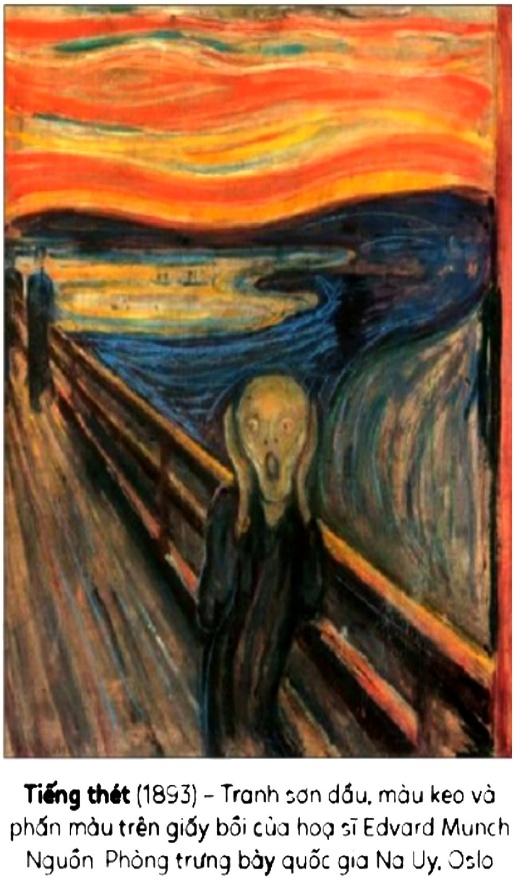 Tiếng thét (1893) – Tranh sơn dầu, màu keo và
phấn màu trên giấy bồi của hoạ sĩ Edvard Munch
Nguồn Phòng trưng bày quốc gia Na Uy, Oslo